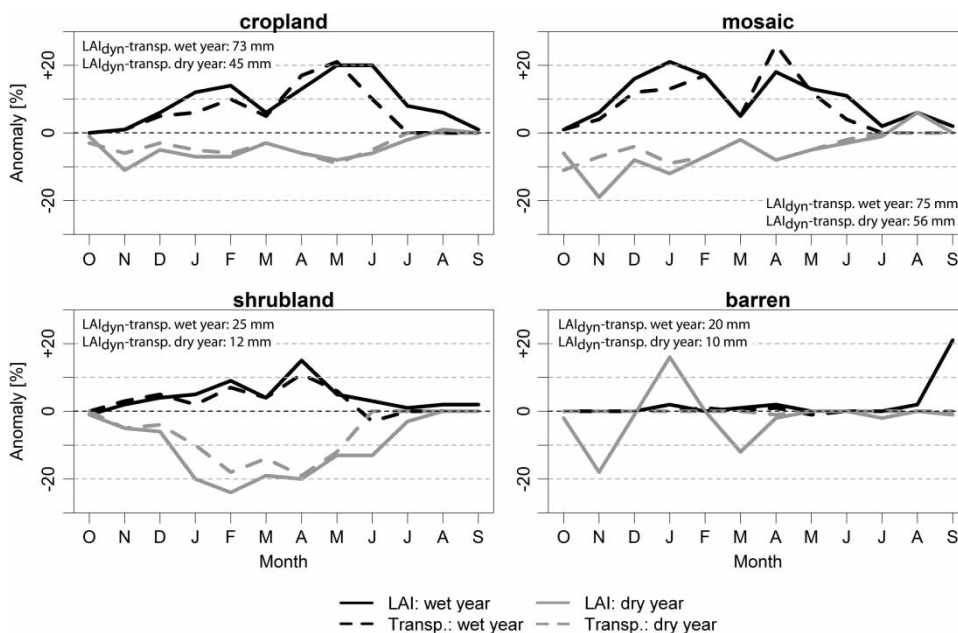 cropland
LAIdyn-transp. wet year: 73 mm
LAIdyn-transp. dry year: 45 mm
Anomaly [%]
+20
0
-20
O N D J F M A M J J A S
mosaic
LAIdyn-transp. wet year: 75 mm
LAIdyn-transp. dry year: 56 mm
+20
0
-20
O N D J F M A M J J A S
shrubland
LAIdyn-transp. wet year: 25 mm
LAIdyn-transp. dry year: 12 mm
Anomaly [%]
+20
0
-20
O N D J F M A M J J A S
Month
barren
LAIdyn-transp. wet year: 20 mm
LAIdyn-transp. dry year: 10 mm
+20
0
-20
O N D J F M A M J J A S
Month
LAI: wet year
LAI: dry year
Transp.: wet year
Transp.: dry year